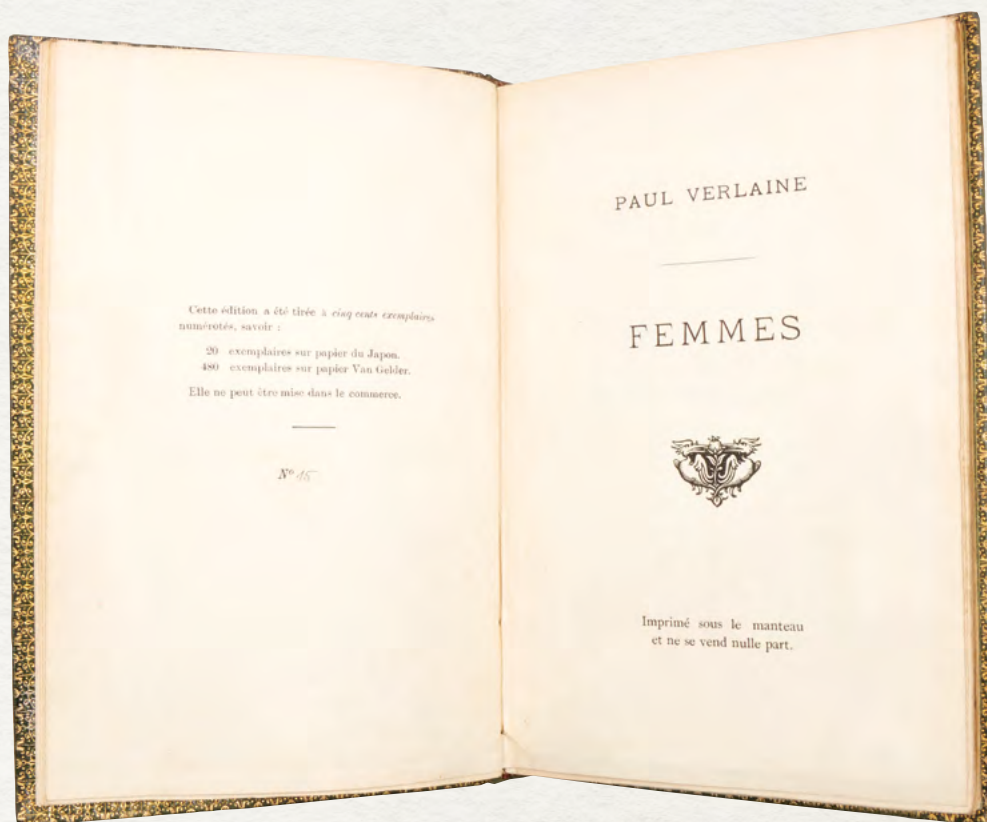 Cette édition a été tirée à cinq cents exemplaires
numérotés, savoir :
20 exemplaires sur papier du Japon.
480 exemplaires sur papier Van Gelder.
Elle ne peut être mise dans le commerce.
Nº 15
PAUL VERLAINE
FEMMES
Imprimé sous le manteau
et ne se vend nulle part.